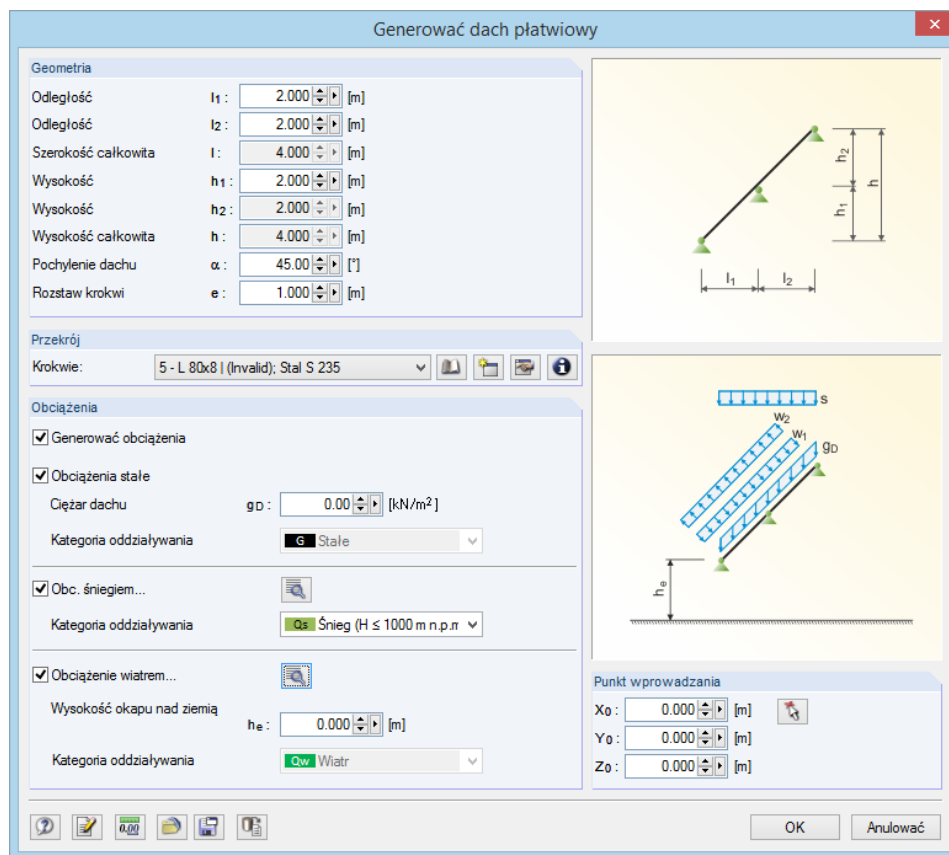 Generować dach płatwiowy
Geometria
Odległość l1 : 2.000 [m]
Odległość l2 : 2.000 [m]
Szerokość całkowita l : 4.000 [m]
Wysokość h1 : 2.000 [m]
Wysokość h2 : 2.000 [m]
Wysokość całkowita h : 4.000 [m]
Pochylenie dachu α : 45.00 [°]
Rozstaw krokwi e : 1.000 [m]
h2
h
h1
l1 l2
Przekrój
Krokwie: 5 - L 80x8 | (Invalid); Stal S 235
Obciążenia
Generować obciążenia
Obciążenia stałe
Ciężar dachu gD : 0.00 [kN/m²]
Kategoria oddziaływania G Stałe
Obc. śniegiem...
Kategoria oddziaływania Qs Śnieg (H ≤ 1000 m n.p.m
Obciążenie wiatrem...
Wysokość okapu nad ziemią
he : 0.000 [m]
Kategoria oddziaływania Qw Wiatr
s
w2
w1
gD
he
Punkt wprowadzania
X0 : 0.000 [m]
Y0 : 0.000 [m]
Z0 : 0.000 [m]
0.00
OK Anulować